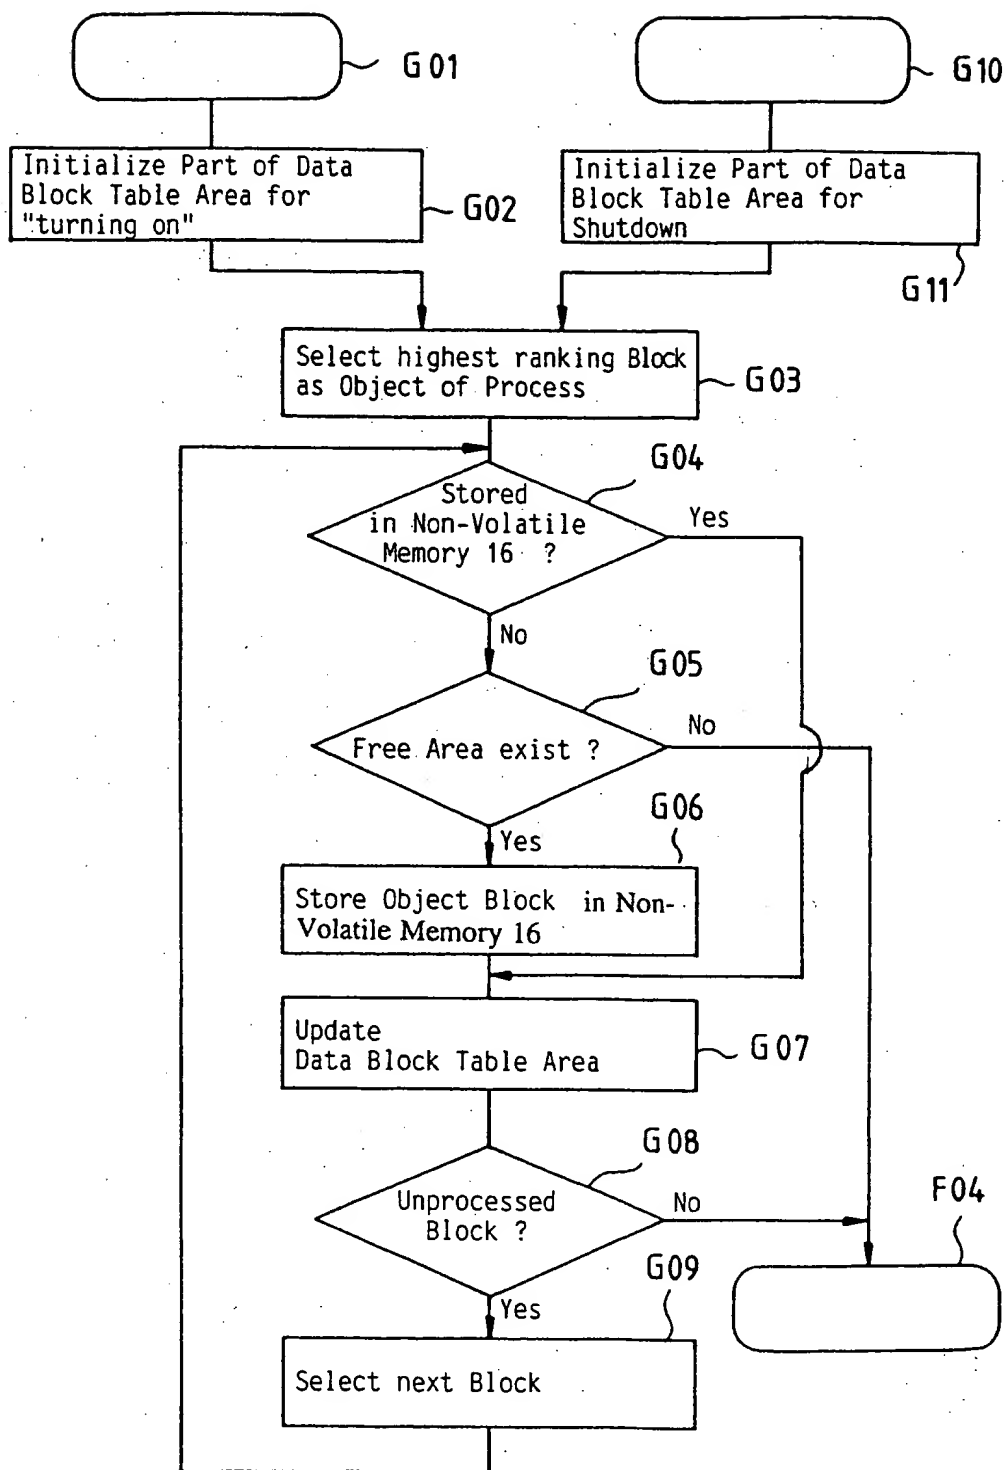 G01
G10
Initialize Part of Data
Block Table Area for
"turning on"
G02
Initialize Part of Data
Block Table Area for
Shutdown
G11
Select highest ranking Block
as Object of Process
G03
G04
Stored
in Non-Volatile
Memory 16 ?
Yes
No
G05
Free Area exist ?
No
G06
Yes
Store Object Block in Non-
Volatile Memory 16
Update
Data Block Table Area
G07
G08
Unprocessed
Block ?
No
F04
G09
Yes
Select next Block